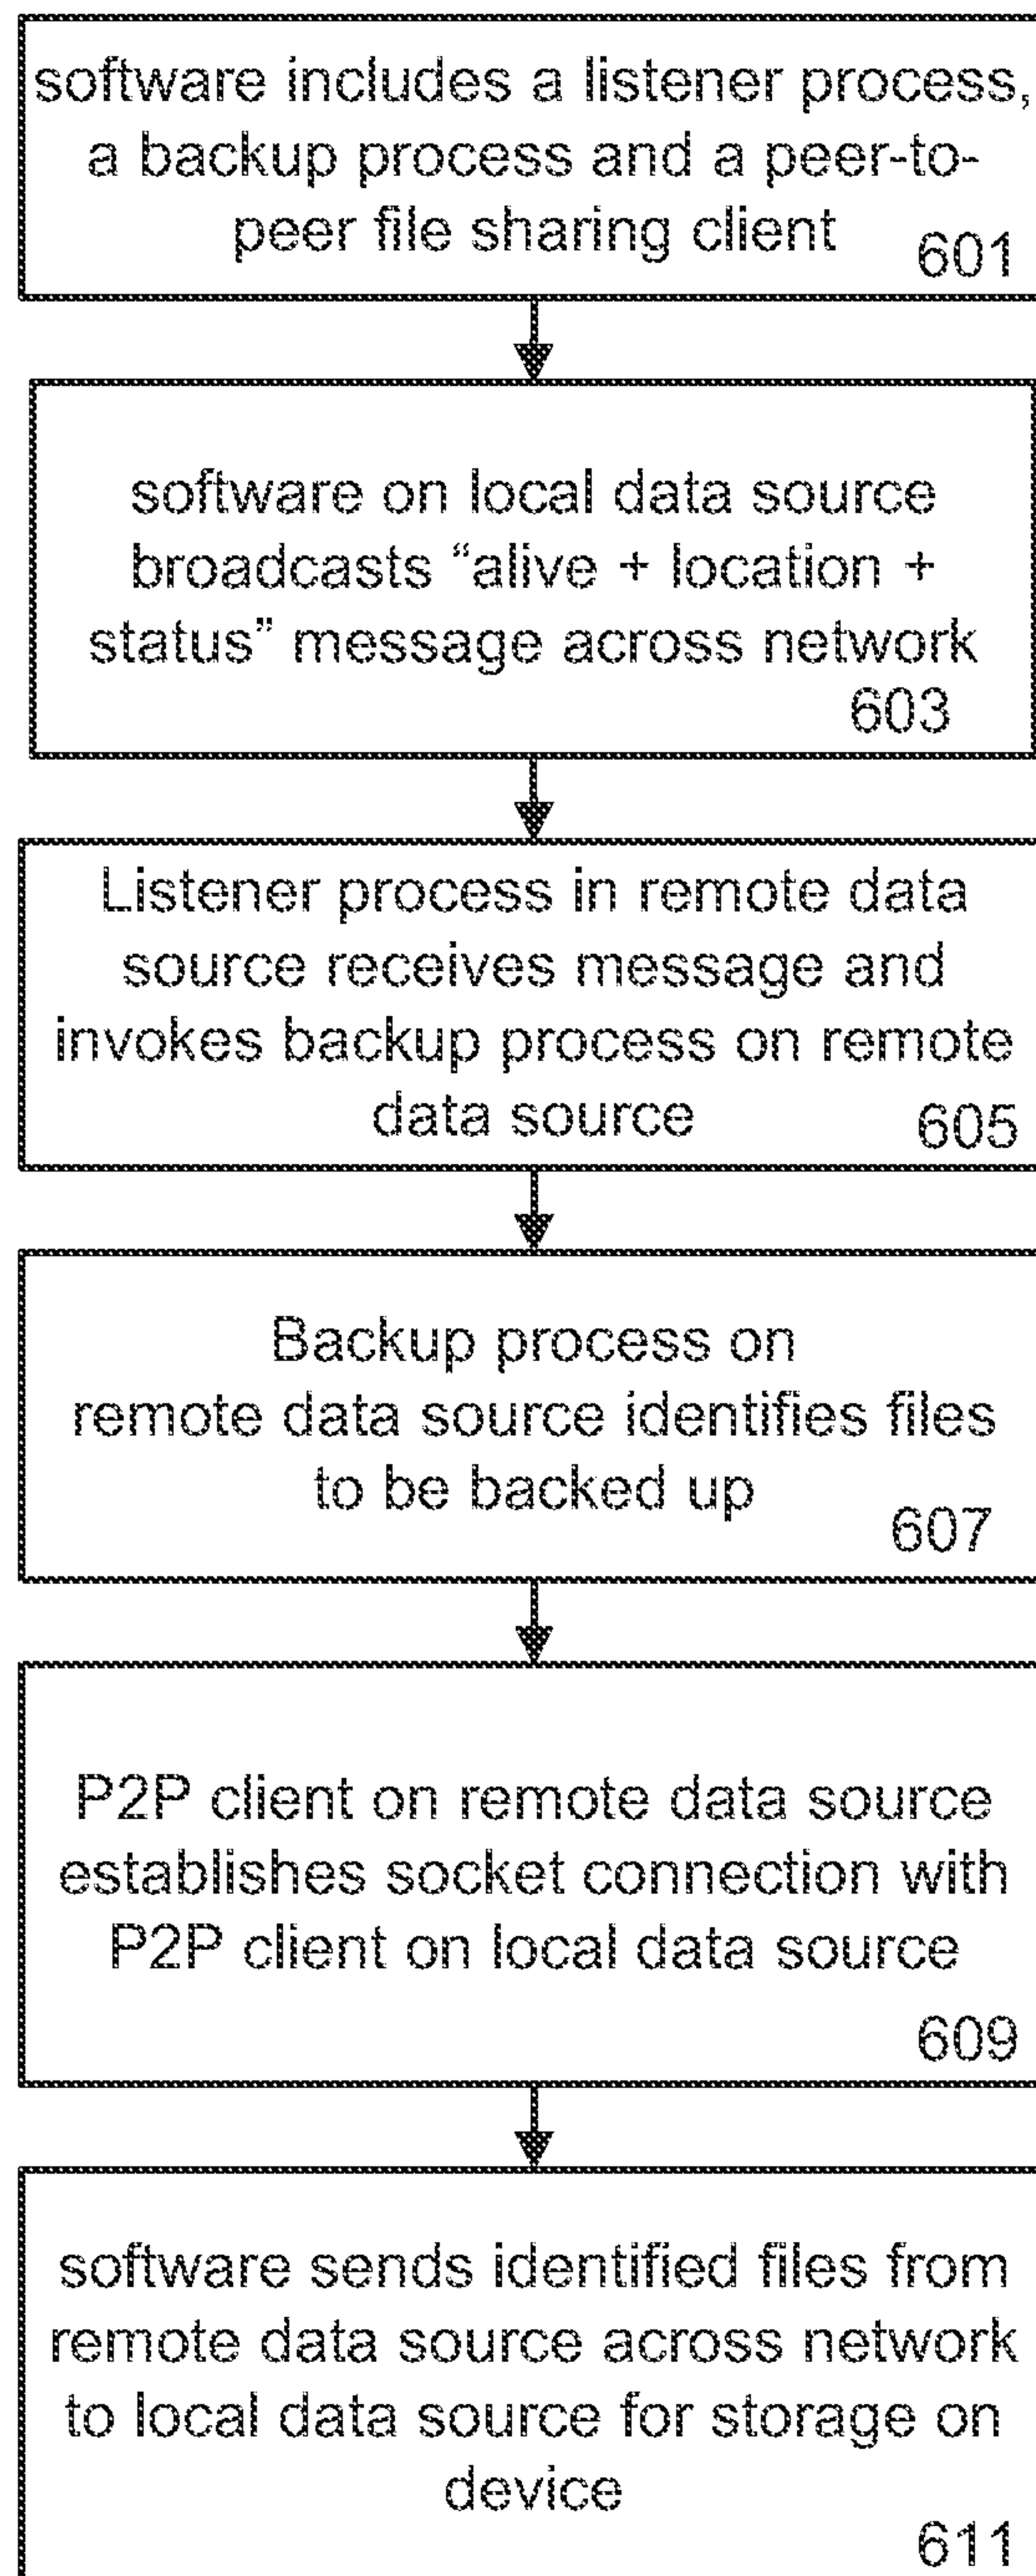 software includes a listener process,
a backup process and a peer-to-
peer file sharing client
601
software on local data source
broadcasts “alive + location +
status” message across network
603
Listener process in remote data
source receives message and
invokes backup process on remote
data source
605
Backup process on
remote data source identifies files
to be backed up
607
P2P client on remote data source
establishes socket connection with
P2P client on local data source
609
software sends identified files from
remote data source across network
to local data source for storage on
device
611